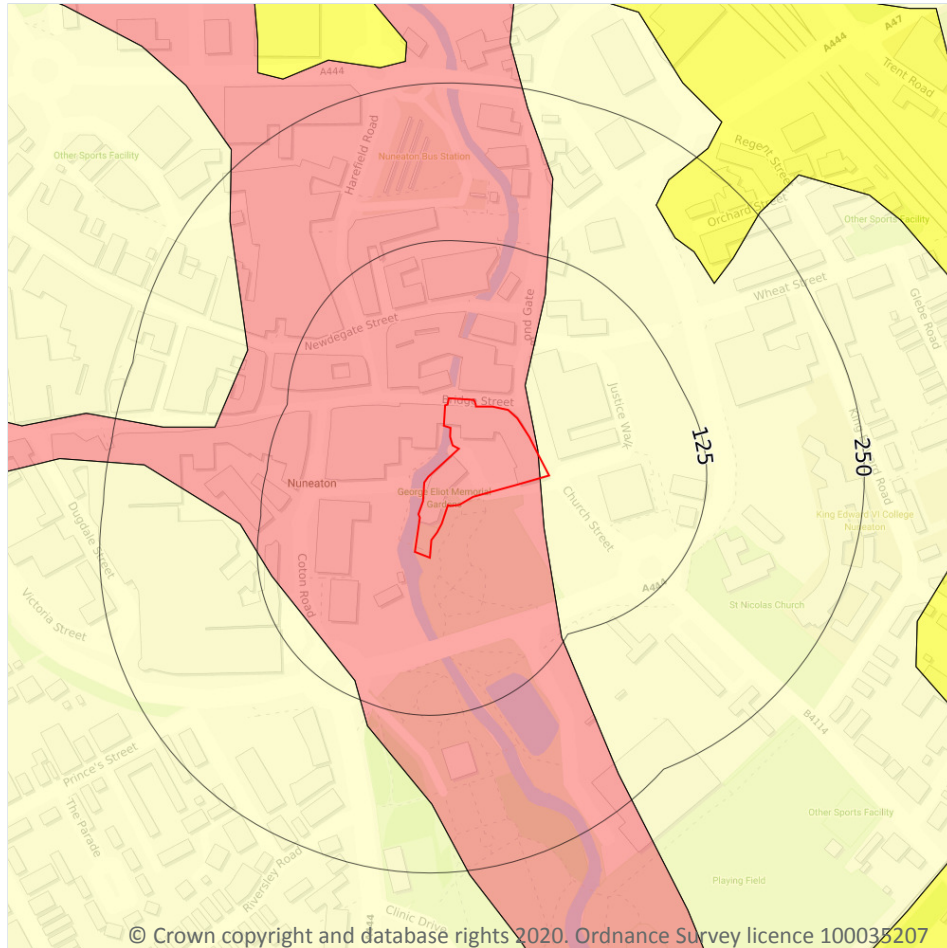 A47
A444
Trent Road
A444
Other Sports Facility
Harefield Road
Nuneaton Bus Station
Regent Street
Orchard Street
Other Sports Facility
Wheat Street
Glebe Road
Newdegate Street
ond Gate
Bridge Street
Justice Walk
125
250
Nuneaton
George Eliot Memorial
Church Street
King Edward VI College
Nuneaton
Dugdale Street
Coton Road
A444
Victoria Street
St Nicolas Church
B4114
Prince's Street
The Parade
Other Sports Facility
Riversley Road
Playing Field
Clinic Drive
© Crown copyright and database rights 2020. Ordnance Survey licence 100035207